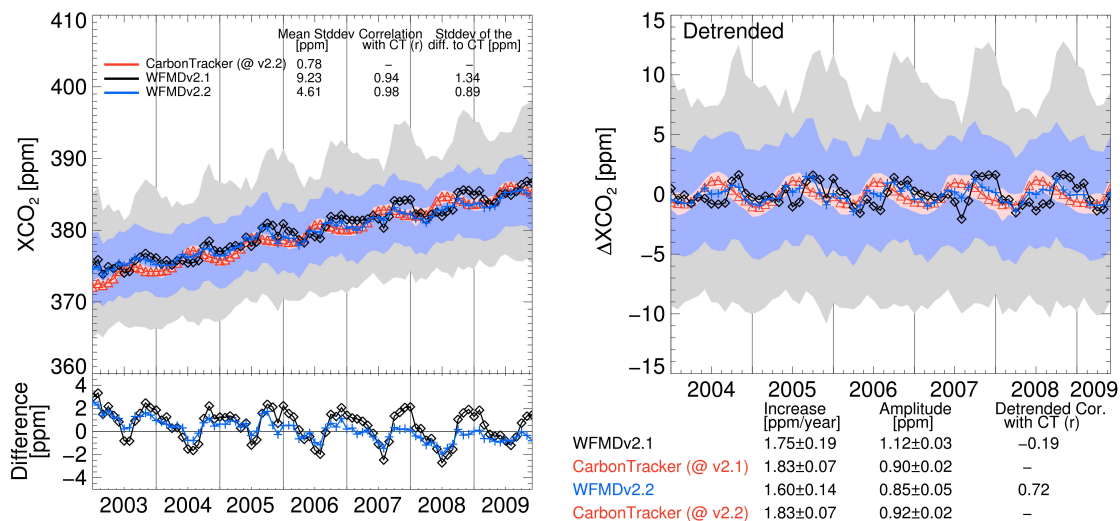 Mean Stddev Correlation Stddev of the
[ppm] with CT (r) diff. to CT [ppm]
CarbonTracker (@ v2.2) 0.78 – –
WFMDv2.1 9.23 0.94 1.34
WFMDv2.2 4.61 0.98 0.89
XCO₂ [ppm]
410
400
390
380
370
360
Difference
[ppm]
4
2
0
−2
−4
2003 2004 2005 2006 2007 2008 2009
Detrended
ΔXCO₂ [ppm]
15
10
5
0
−5
−10
−15
2004 2005 2006 2007 2008 2009
Increase Amplitude Detrended Cor.
[ppm/year] [ppm] with CT (r)
WFMDv2.1 1.75±0.19 1.12±0.03 −0.19
CarbonTracker (@ v2.1) 1.83±0.07 0.90±0.02 –
WFMDv2.2 1.60±0.14 0.85±0.05 0.72
CarbonTracker (@ v2.2) 1.83±0.07 0.92±0.02 –